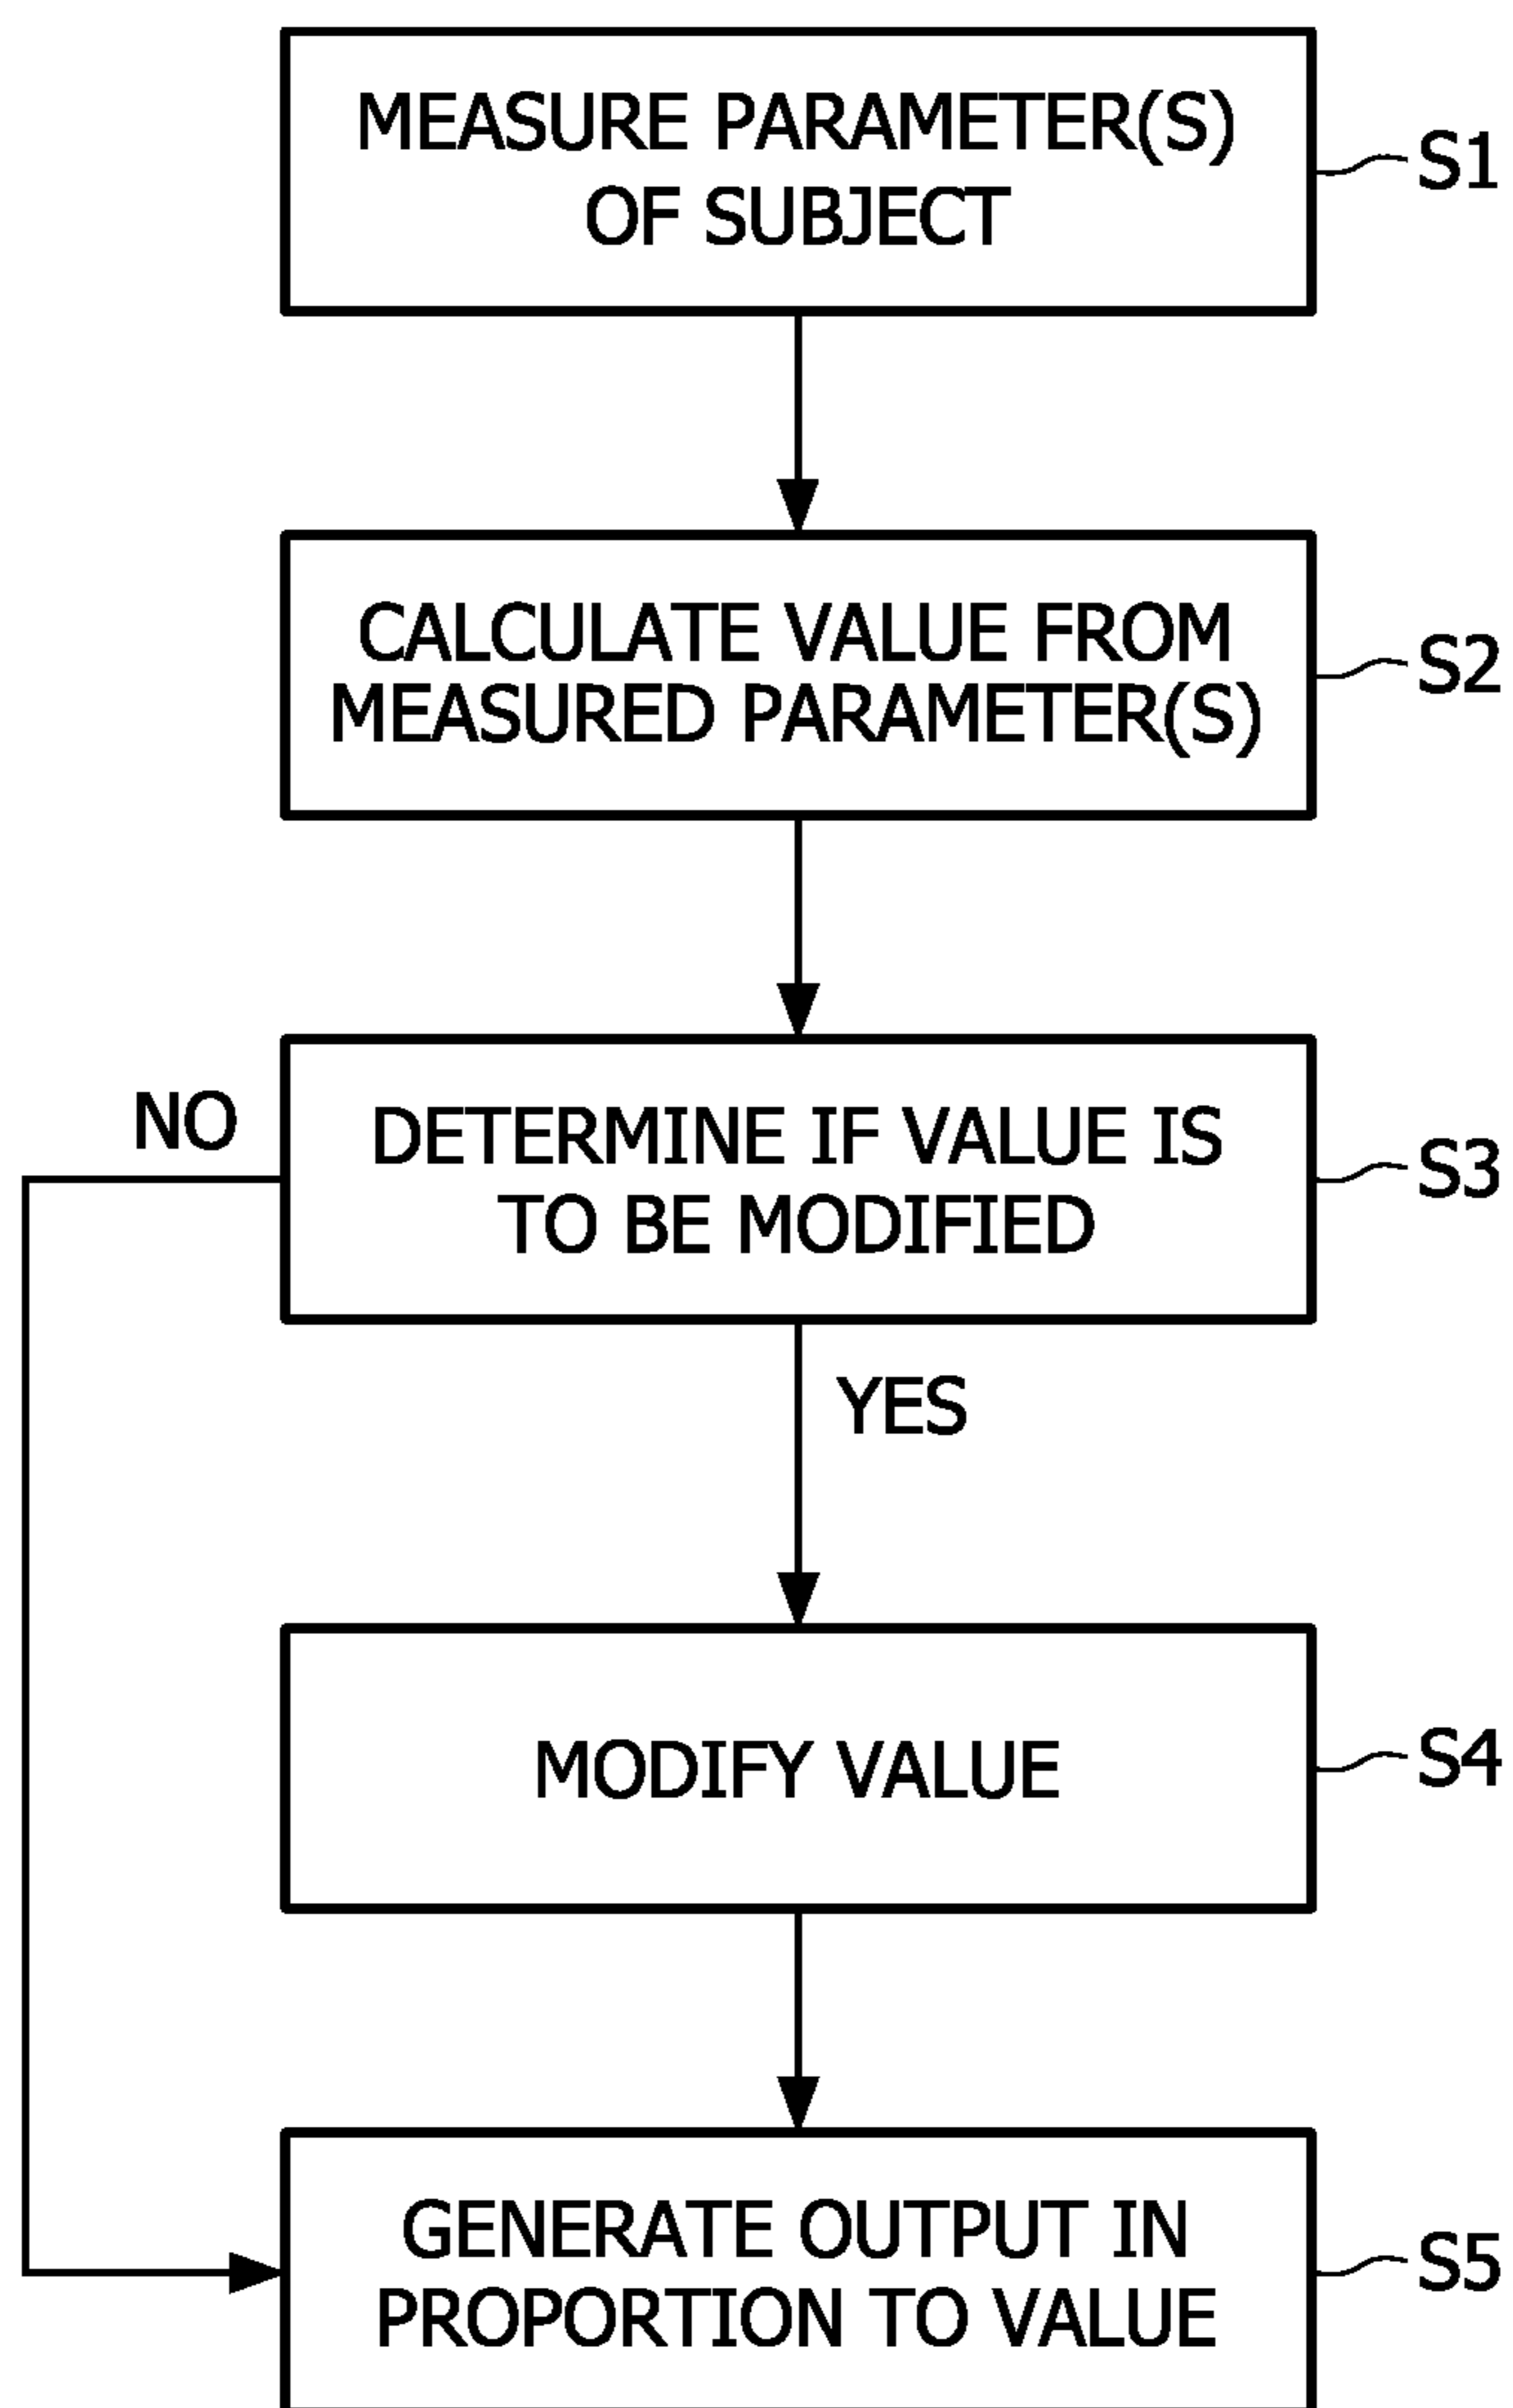 MEASURE PARAMETER(S)
OF SUBJECT
S1
CALCULATE VALUE FROM
MEASURED PARAMETER(S)
S2
NO
DETERMINE IF VALUE IS
TO BE MODIFIED
S3
YES
MODIFY VALUE
S4
GENERATE OUTPUT IN
PROPORTION TO VALUE
S5